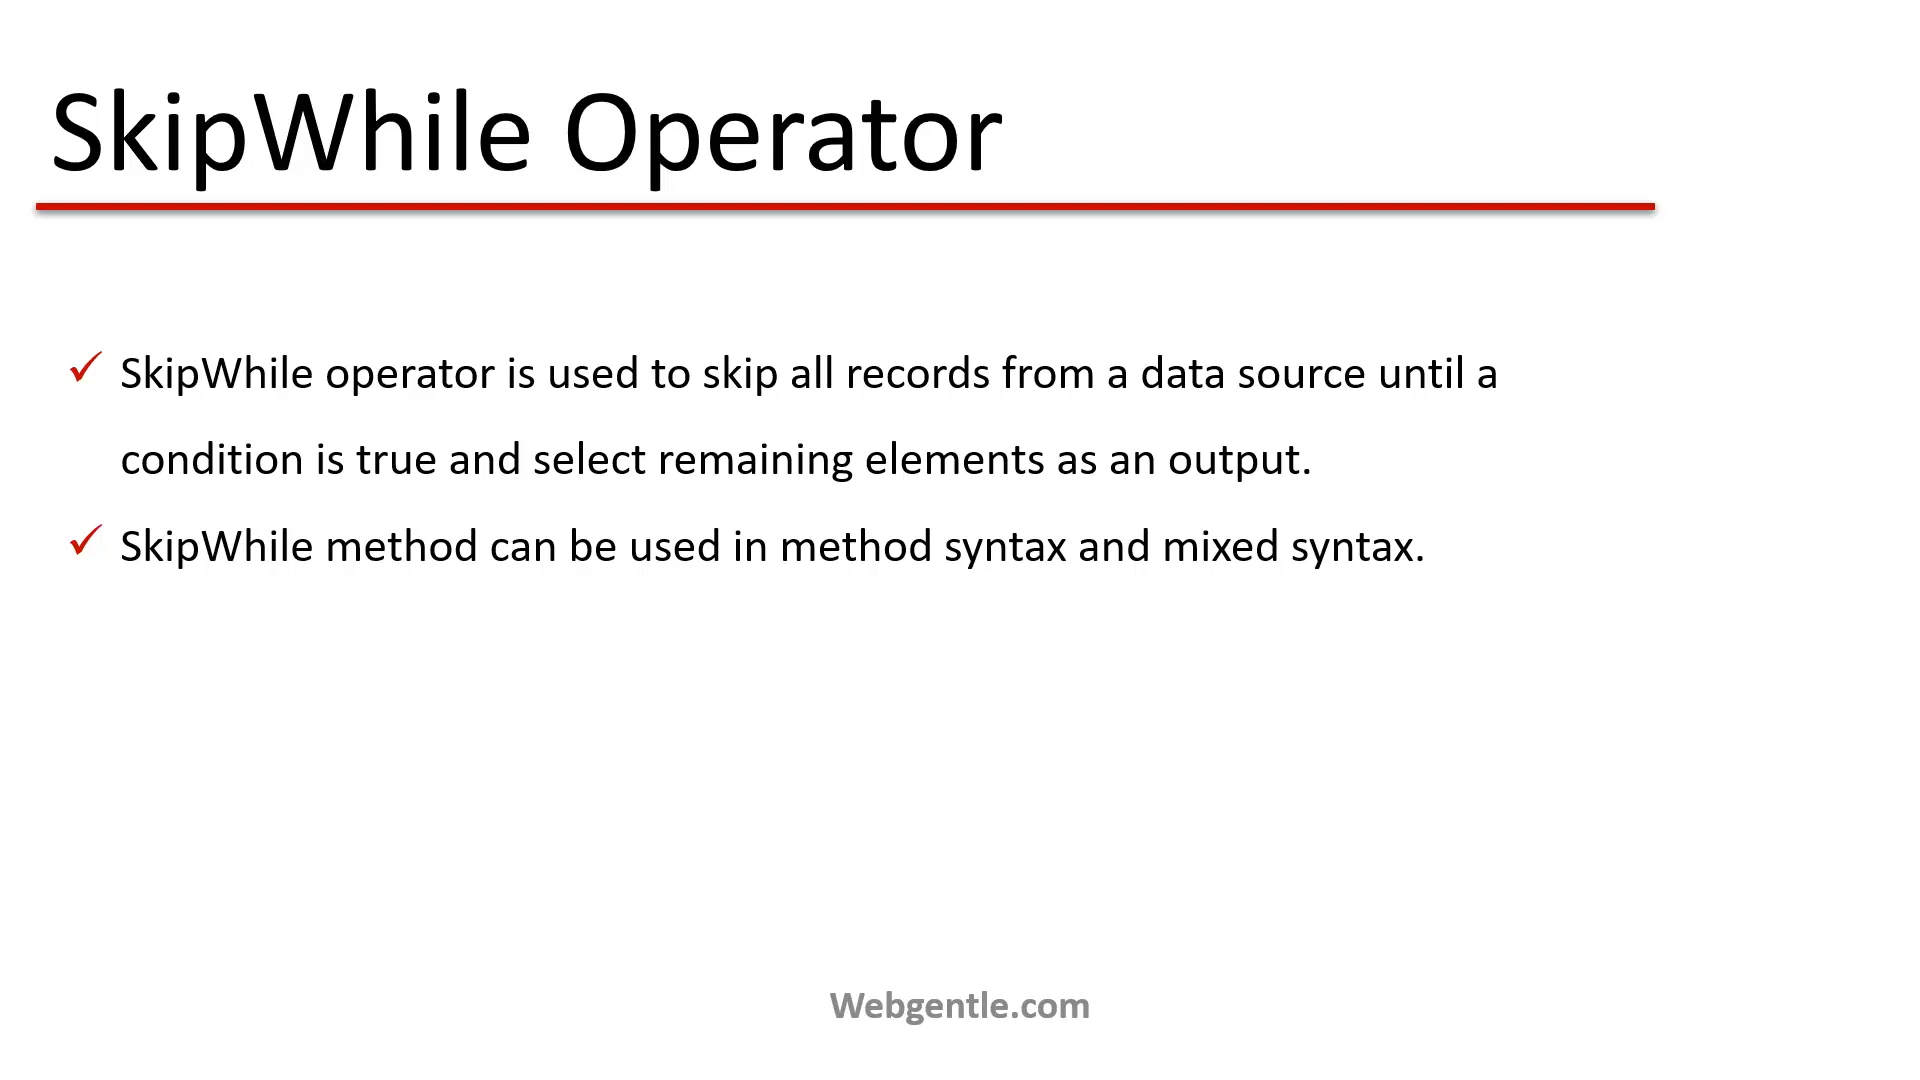 SkipWhile Operator
SkipWhile operator is used to skip all records from a data source until a
condition is true and select remaining elements as an output.
SkipWhile method can be used in method syntax and mixed syntax.
Webgentle.com